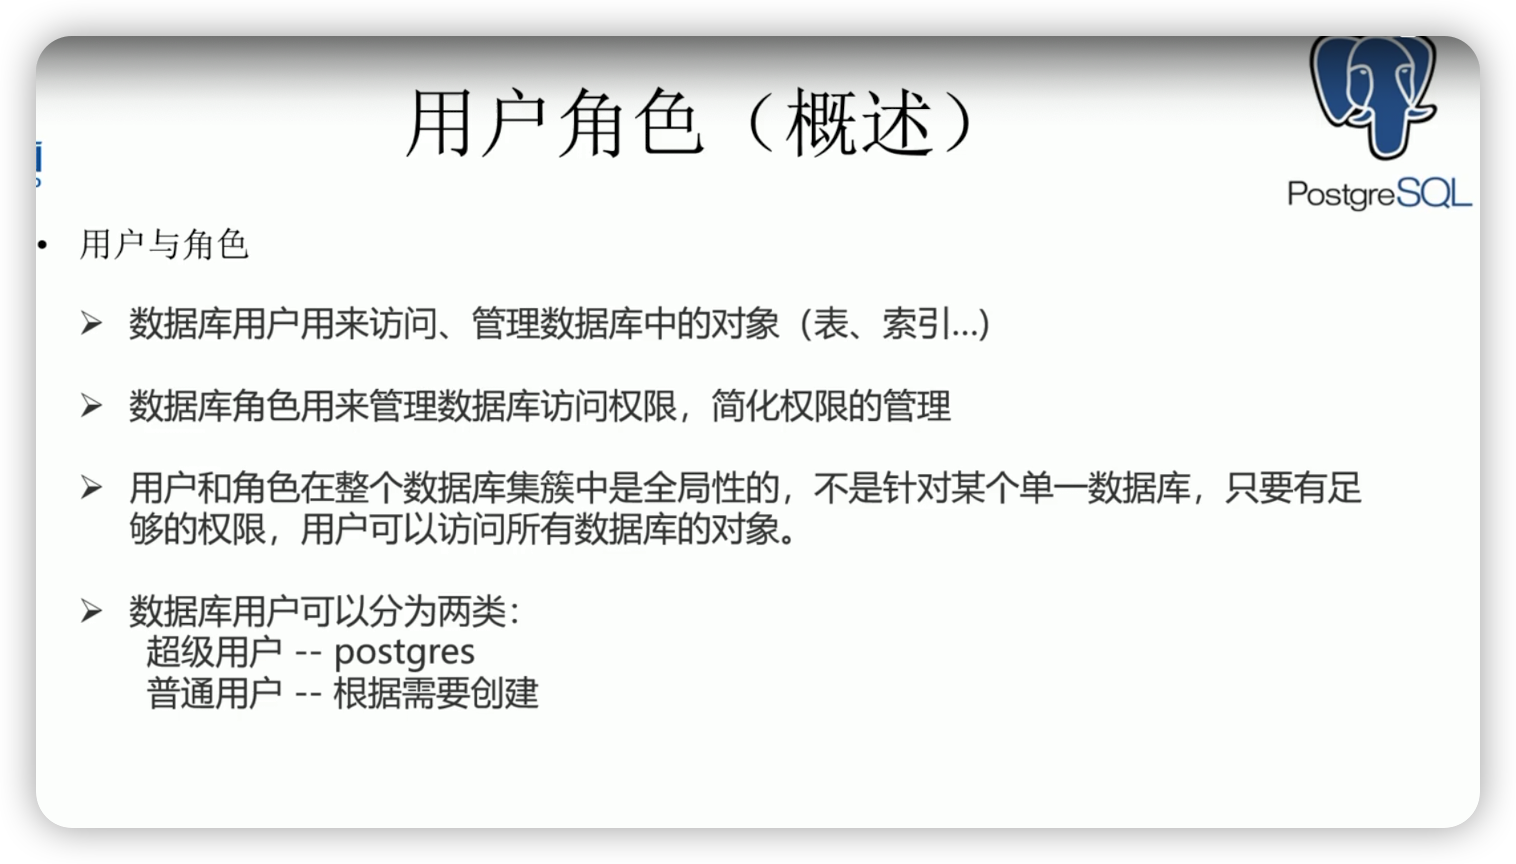 用户角色（概述）
PostgreSQL
• 用户与角色
➢ 数据库用户用来访问、管理数据库中的对象（表、索引...)
➢ 数据库角色用来管理数据库访问权限，简化权限的管理
➢ 用户和角色在整个数据库集簇中是全局性的，不是针对某个单一数据库，只要有足
够的权限，用户可以访问所有数据库的对象。
➢ 数据库用户可以分为两类：
超级用户 -- postgres
普通用户 -- 根据需要创建